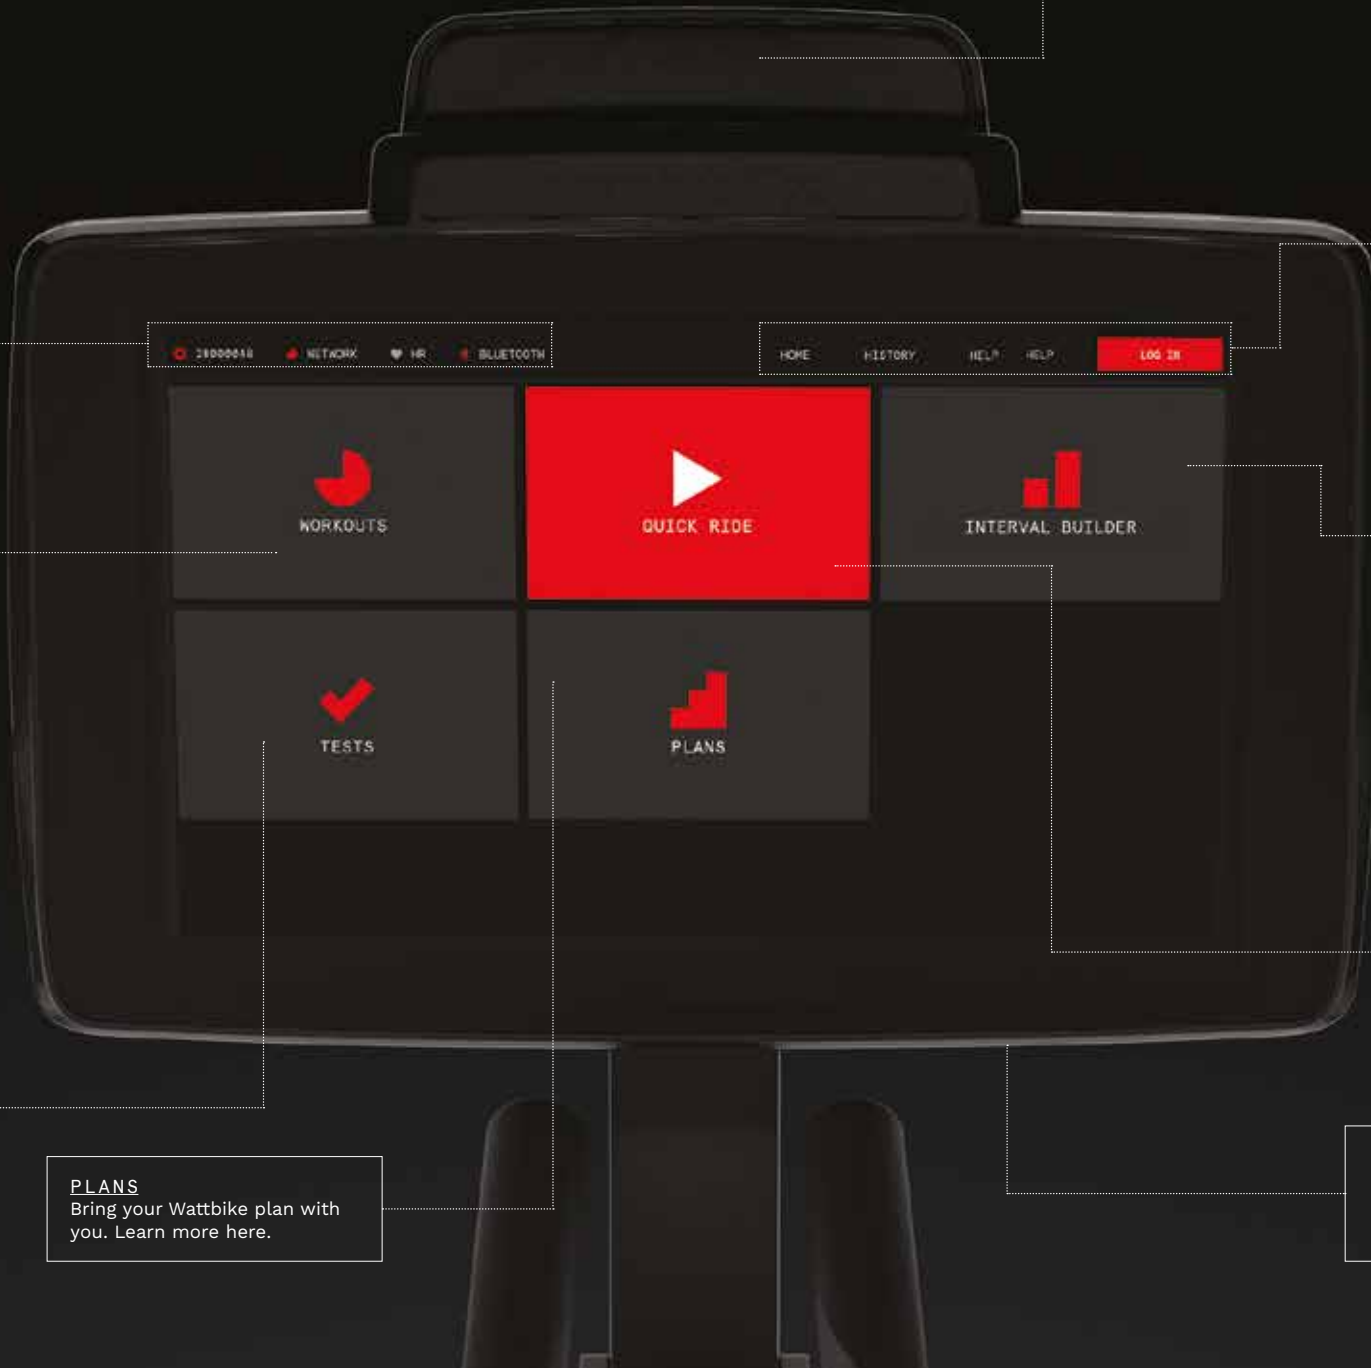 NETWORK HR BLUETOOTH HOME HISTORY HELP HELP LOG IN
WORKOUTS QUICK RIDE INTERVAL BUILDER
TESTS PLANS
PLANS
Bring your Wattbike plan with
you. Learn more here.